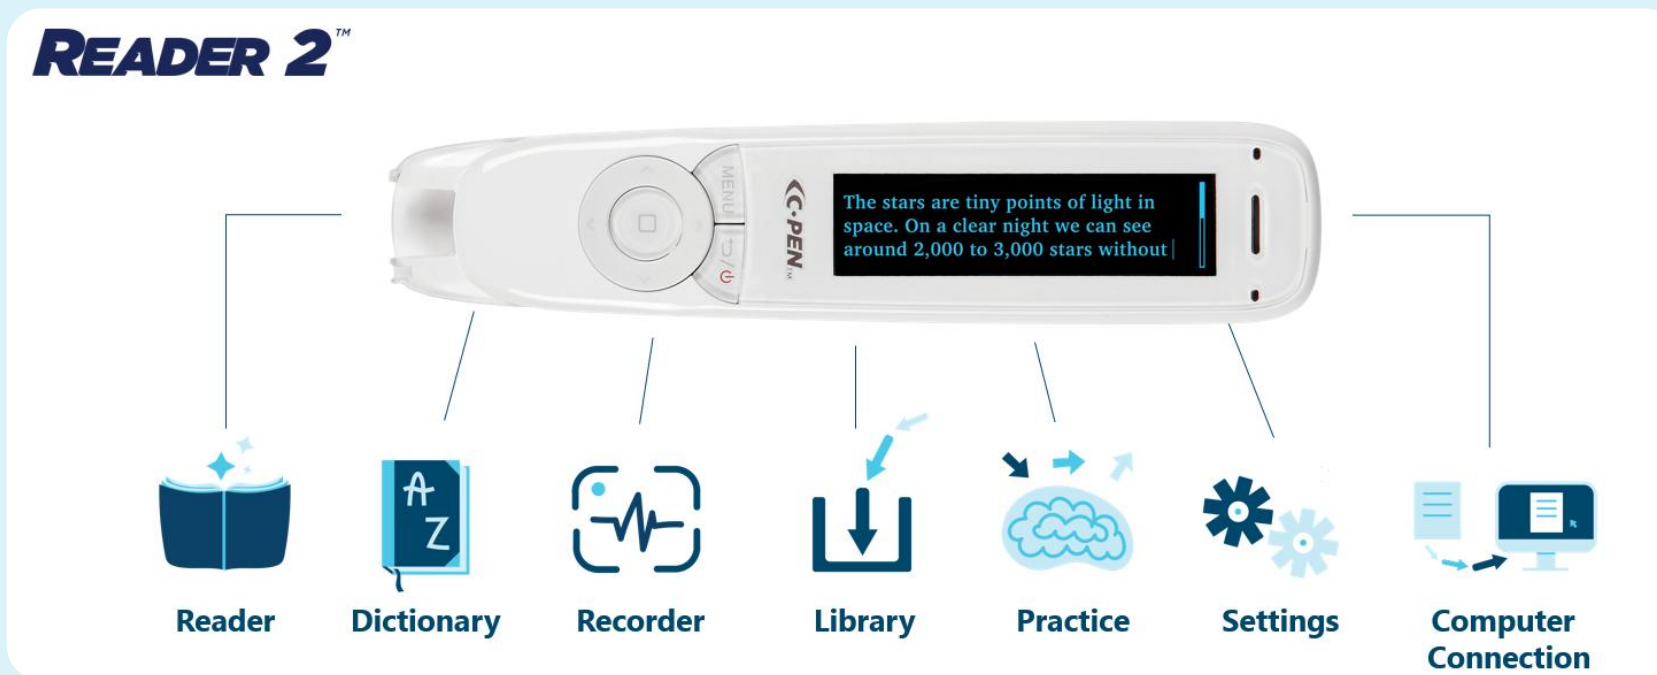 READER 2™
MENU
C-PEN™
The stars are tiny points of light in
space. On a clear night we can see
around 2,000 to 3,000 stars without
A
Z
Reader
Dictionary
Recorder
Library
Practice
Settings
Computer
Connection